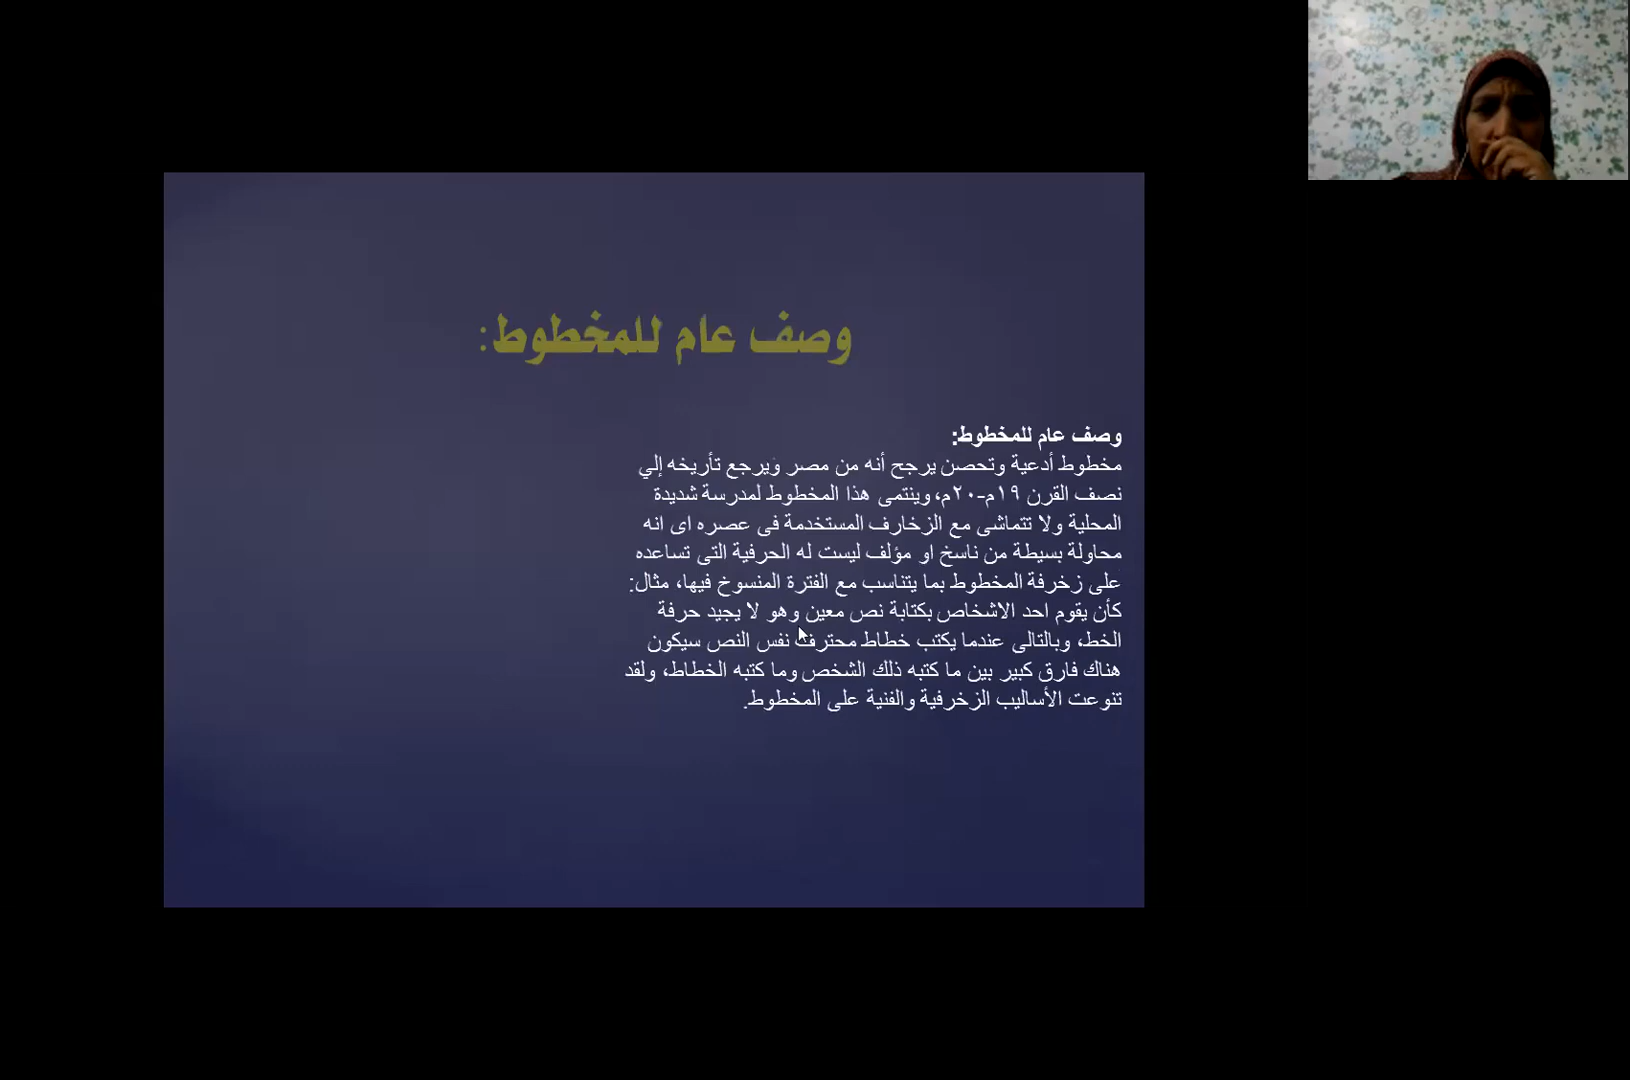 وصف عام للمخطوط:
وصف عام للمخطوط:
مخطوط أدعية وتحصن يرجح أنه من مصر ويرجع تأريخه إلي
نصف القرن ١٩م-٢٠م، وينتمى هذا المخطوط لمدرسة شديدة
المحلية ولا تتماشى مع الزخارف المستخدمة فى عصره اى انه
محاولة بسيطة من ناسخ او مؤلف ليست له الحرفية التى تساعده
على زخرفة المخطوط بما يتناسب مع الفترة المنسوخ فيها، مثال:
كأن يقوم احد الاشخاص بكتابة نص معين وهو لا يجيد حرفة
الخط، وبالتالى عندما يكتب خطاط محترف نفس النص سيكون
هناك فارق كبير بين ما كتبه ذلك الشخص وما كتبه الخطاط، ولقد
تنوعت الأساليب الزخرفية والفنية على المخطوط.